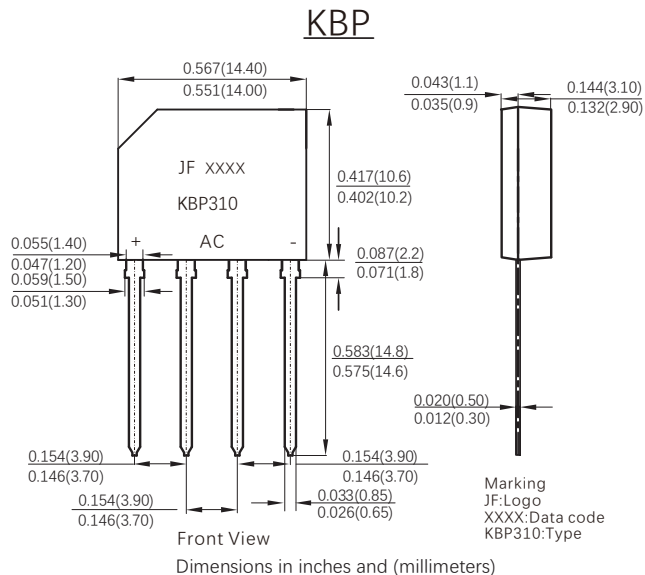 KBP
0.567(14.40)
0.551(14.00)
0.043(1.1)
0.035(0.9)
0.144(3.10)
0.132(2.90)
JF XXXX
KBP310
+ AC -
0.417(10.6)
0.402(10.2)
0.055(1.40)
0.047(1.20)
0.059(1.50)
0.051(1.30)
0.087(2.2)
0.071(1.8)
0.583(14.8)
0.575(14.6)
0.020(0.50)
0.012(0.30)
0.154(3.90)
0.146(3.70)
0.154(3.90)
0.146(3.70)
0.154(3.90)
0.146(3.70)
0.033(0.85)
0.026(0.65)
Marking
JF:Logo
XXXX:Data code
KBP310:Type
Front View
Dimensions in inches and (millimeters)